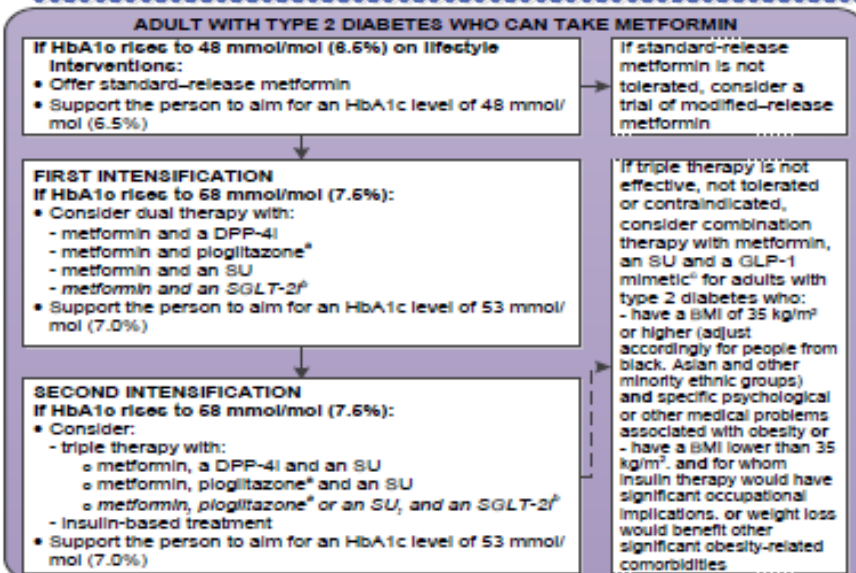 ADULT WITH TYPE 2 DIABETES WHO CAN TAKE METFORMIN
If HbA1c rises to 48 mmol/mol (6.5%) on lifestyle
interventions:
• Offer standard–release metformin
• Support the person to aim for an HbA1c level of 48 mmol/
mol (6.5%)
If standard-release
metformin is not
tolerated, consider a
trial of modified–release
metformin
FIRST INTENSIFICATION
If HbA1c rises to 58 mmol/mol (7.5%):
• Consider dual therapy with:
- metformin and a DPP-4i
- metformin and pioglitazoneᵃ
- metformin and an SU
- metformin and an SGLT-2iᵇ
• Support the person to aim for an HbA1c level of 53 mmol/
mol (7.0%)
SECOND INTENSIFICATION
If HbA1c rises to 58 mmol/mol (7.5%):
• Consider:
- triple therapy with:
o metformin, a DPP-4i and an SU
o metformin, pioglitazoneᵃ and an SU
o metformin, pioglitazoneᵃ or an SU, and an SGLT-2iᵇ
- insulin-based treatment
• Support the person to aim for an HbA1c level of 53 mmol/
mol (7.0%)
If triple therapy is not
effective, not tolerated
or contraindicated,
consider combination
therapy with metformin,
an SU and a GLP-1
mimeticᶜ for adults with
type 2 diabetes who:
- have a BMI of 35 kg/m²
or higher (adjust
accordingly for people from
black. Asian and other
minority ethnic groups)
and specific psychological
or other medical problems
associated with obesity or
- have a BMI lower than 35
kg/m². and for whom
insulin therapy would have
significant occupational
implications. or weight loss
would benefit other
significant obesity-related
comorbidities